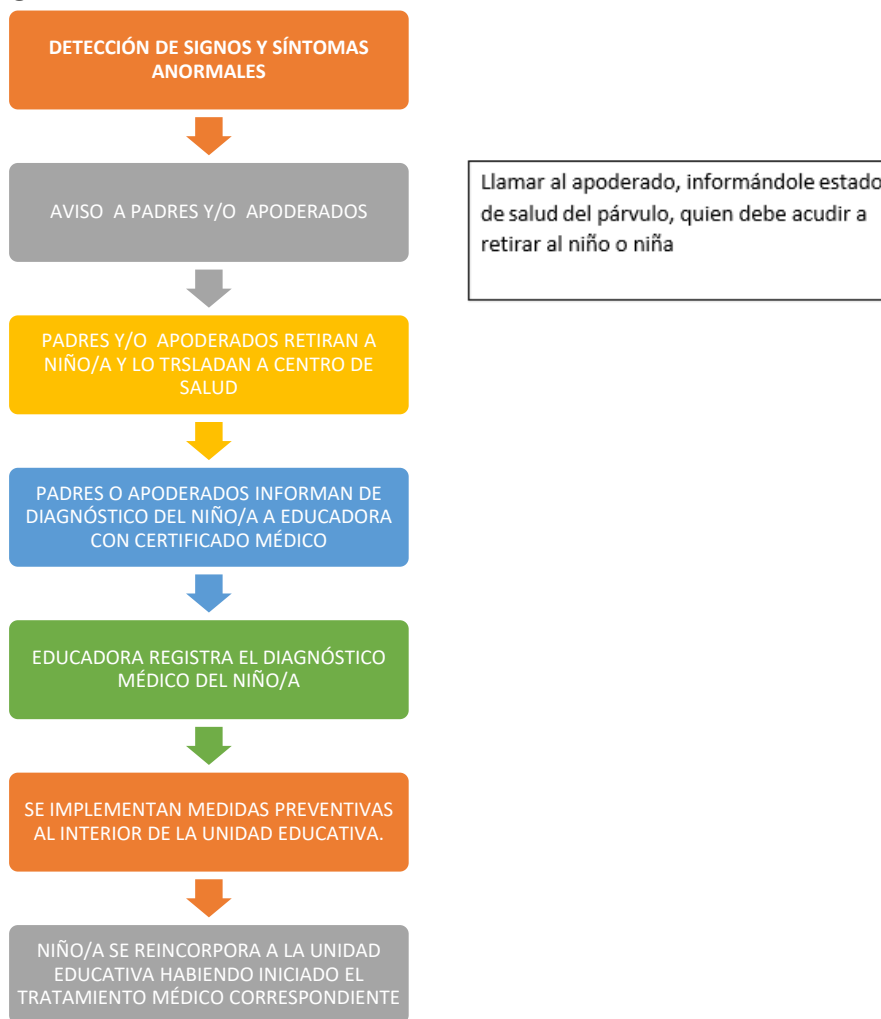 DETECCIÓN DE SIGNOS Y SÍNTOMAS
ANORMALES
AVISO A PADRES Y/O APODERADOS
Llamar al apoderado, informándole estado
de salud del párvulo, quien debe acudir a
retirar al niño o niña
PADRES Y/O APODERADOS RETIRAN A
NIÑO/A Y LO TRSLADAN A CENTRO DE
SALUD
PADRES O APODERADOS INFORMAN DE
DIAGNÓSTICO DEL NIÑO/A A EDUCADORA
CON CERTIFICADO MÉDICO
EDUCADORA REGISTRA EL DIAGNÓSTICO
MÉDICO DEL NIÑO/A
SE IMPLEMENTAN MEDIDAS PREVENTIVAS
AL INTERIOR DE LA UNIDAD EDUCATIVA.
NIÑO/A SE REINCORPORA A LA UNIDAD
EDUCATIVA HABIENDO INICIADO EL
TRATAMIENTO MÉDICO CORRESPONDIENTE